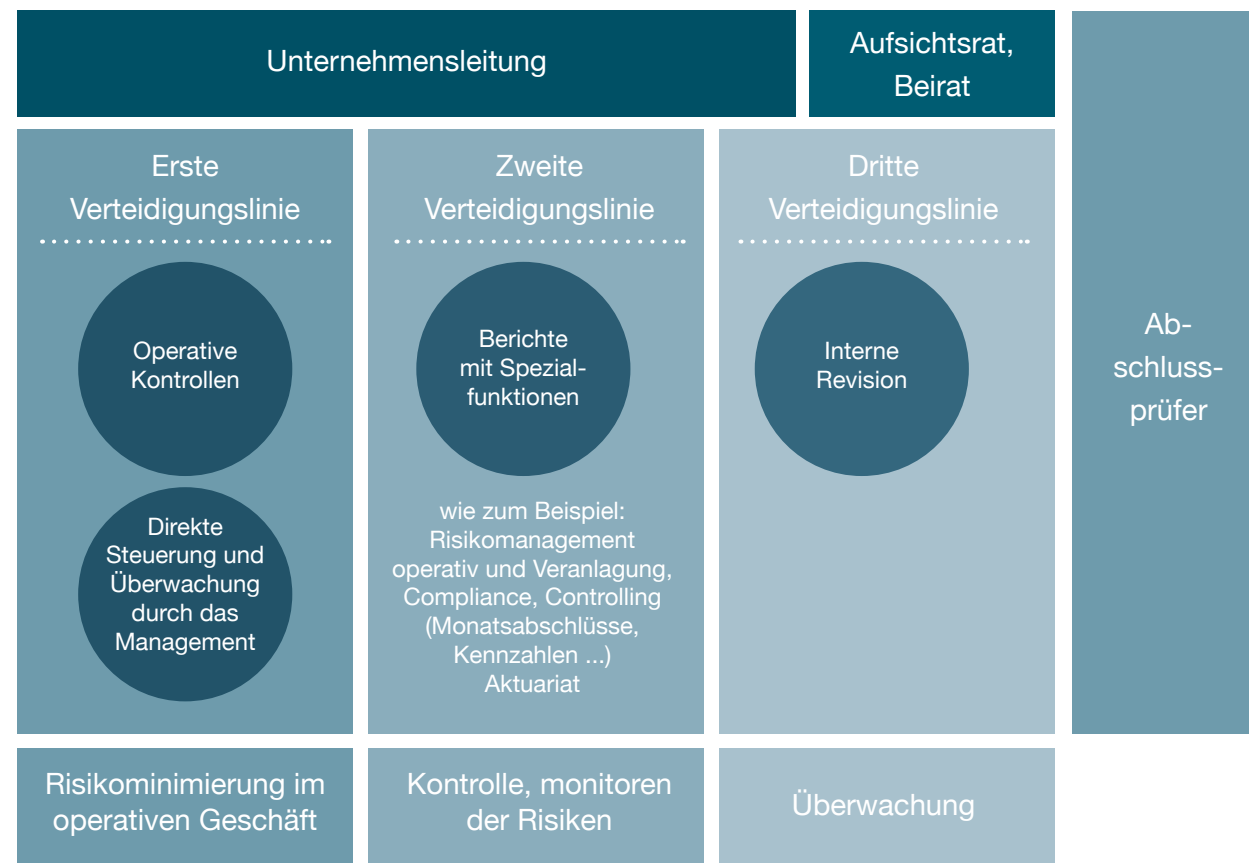 Unternehmensleitung
Aufsichtsrat,
Beirat
Erste
Verteidigungslinie
Operative
Kontrollen
Direkte
Steuerung und
Überwachung
durch das
Management
Risikominimierung im
operativen Geschäft
Zweite
Verteidigungslinie
Berichte
mit Spezial-
funktionen
wie zum Beispiel:
Risikomanagement
operativ und Veranlagung,
Compliance, Controlling
(Monatsabschlüsse,
Kennzahlen ...)
Aktuariat
Kontrolle, monitoren
der Risiken
Dritte
Verteidigungslinie
Interne
Revision
Überwachung
Ab-
schluss-
prüfer